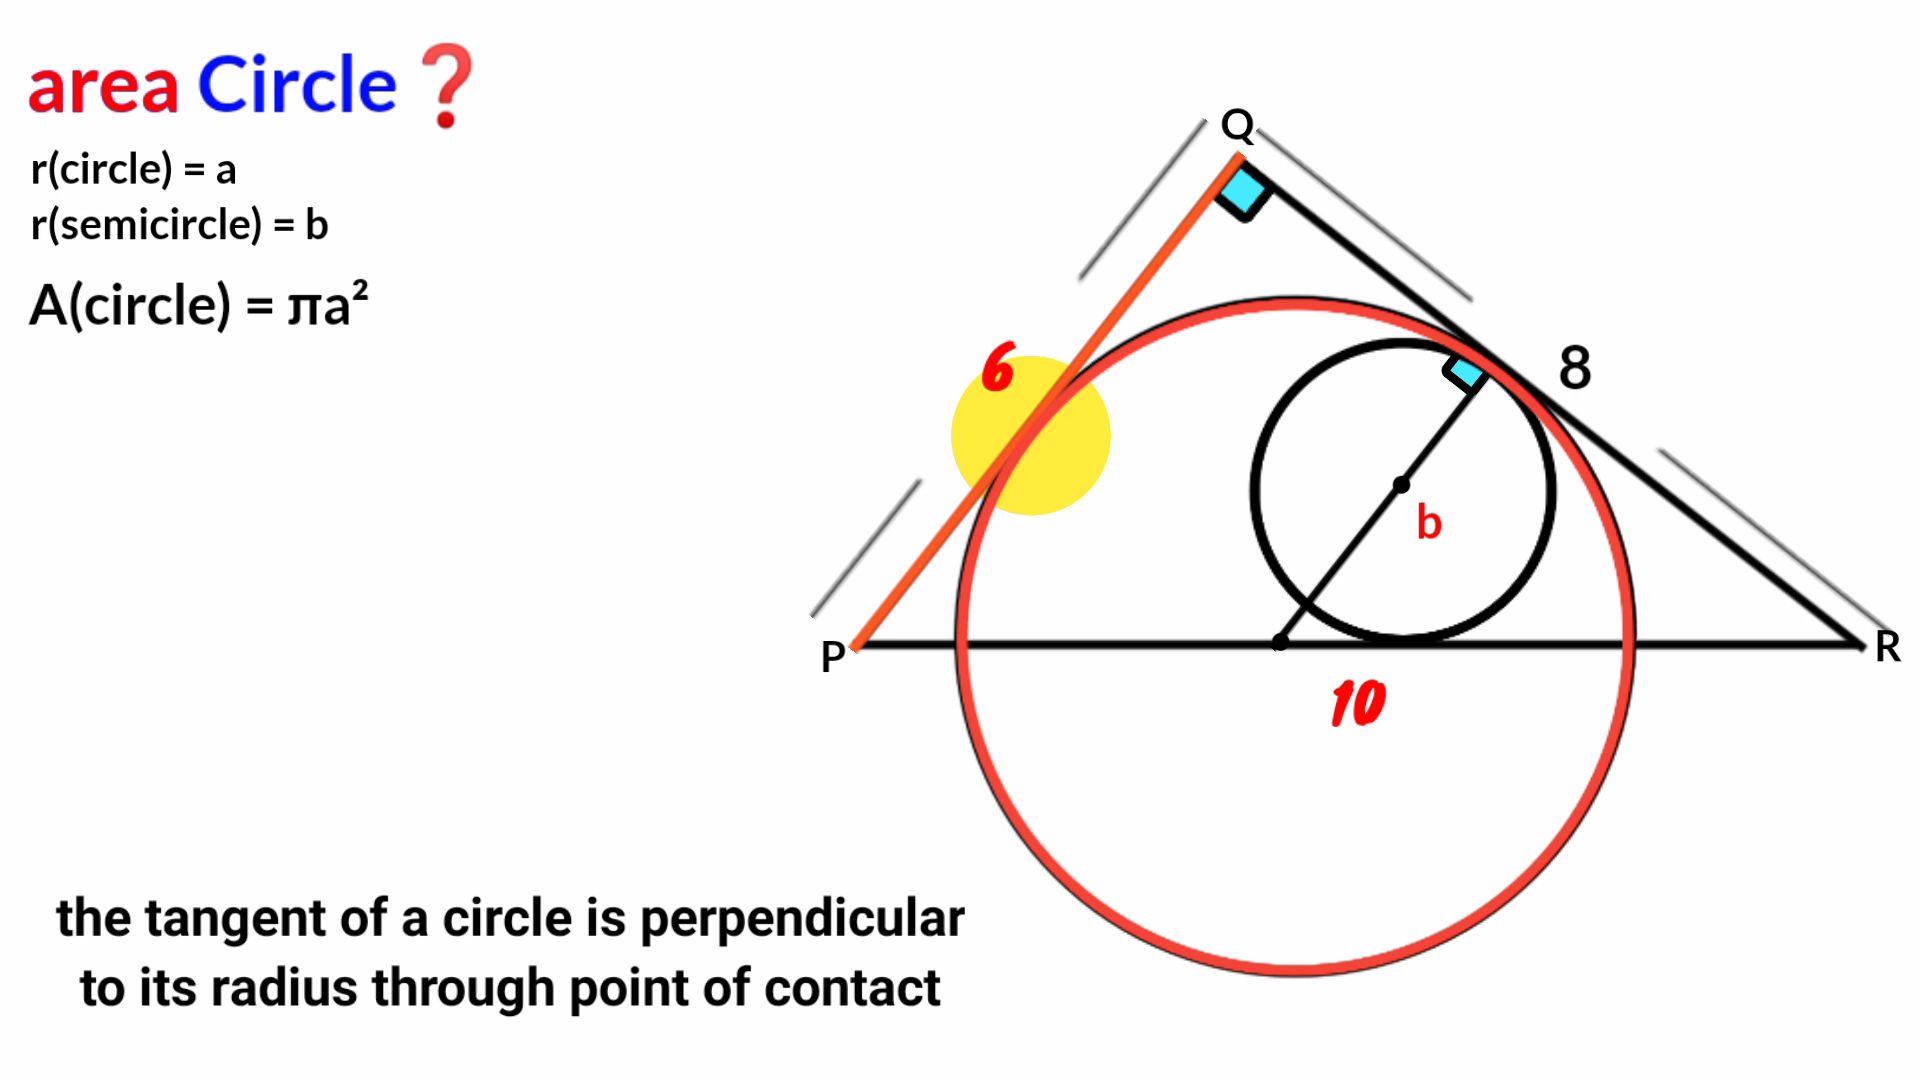 area Circle ❓
r(circle) = a
r(semicircle) = b
A(circle) = πa²
Q
6
8
b
P
R
10
the tangent of a circle is perpendicular
to its radius through point of contact